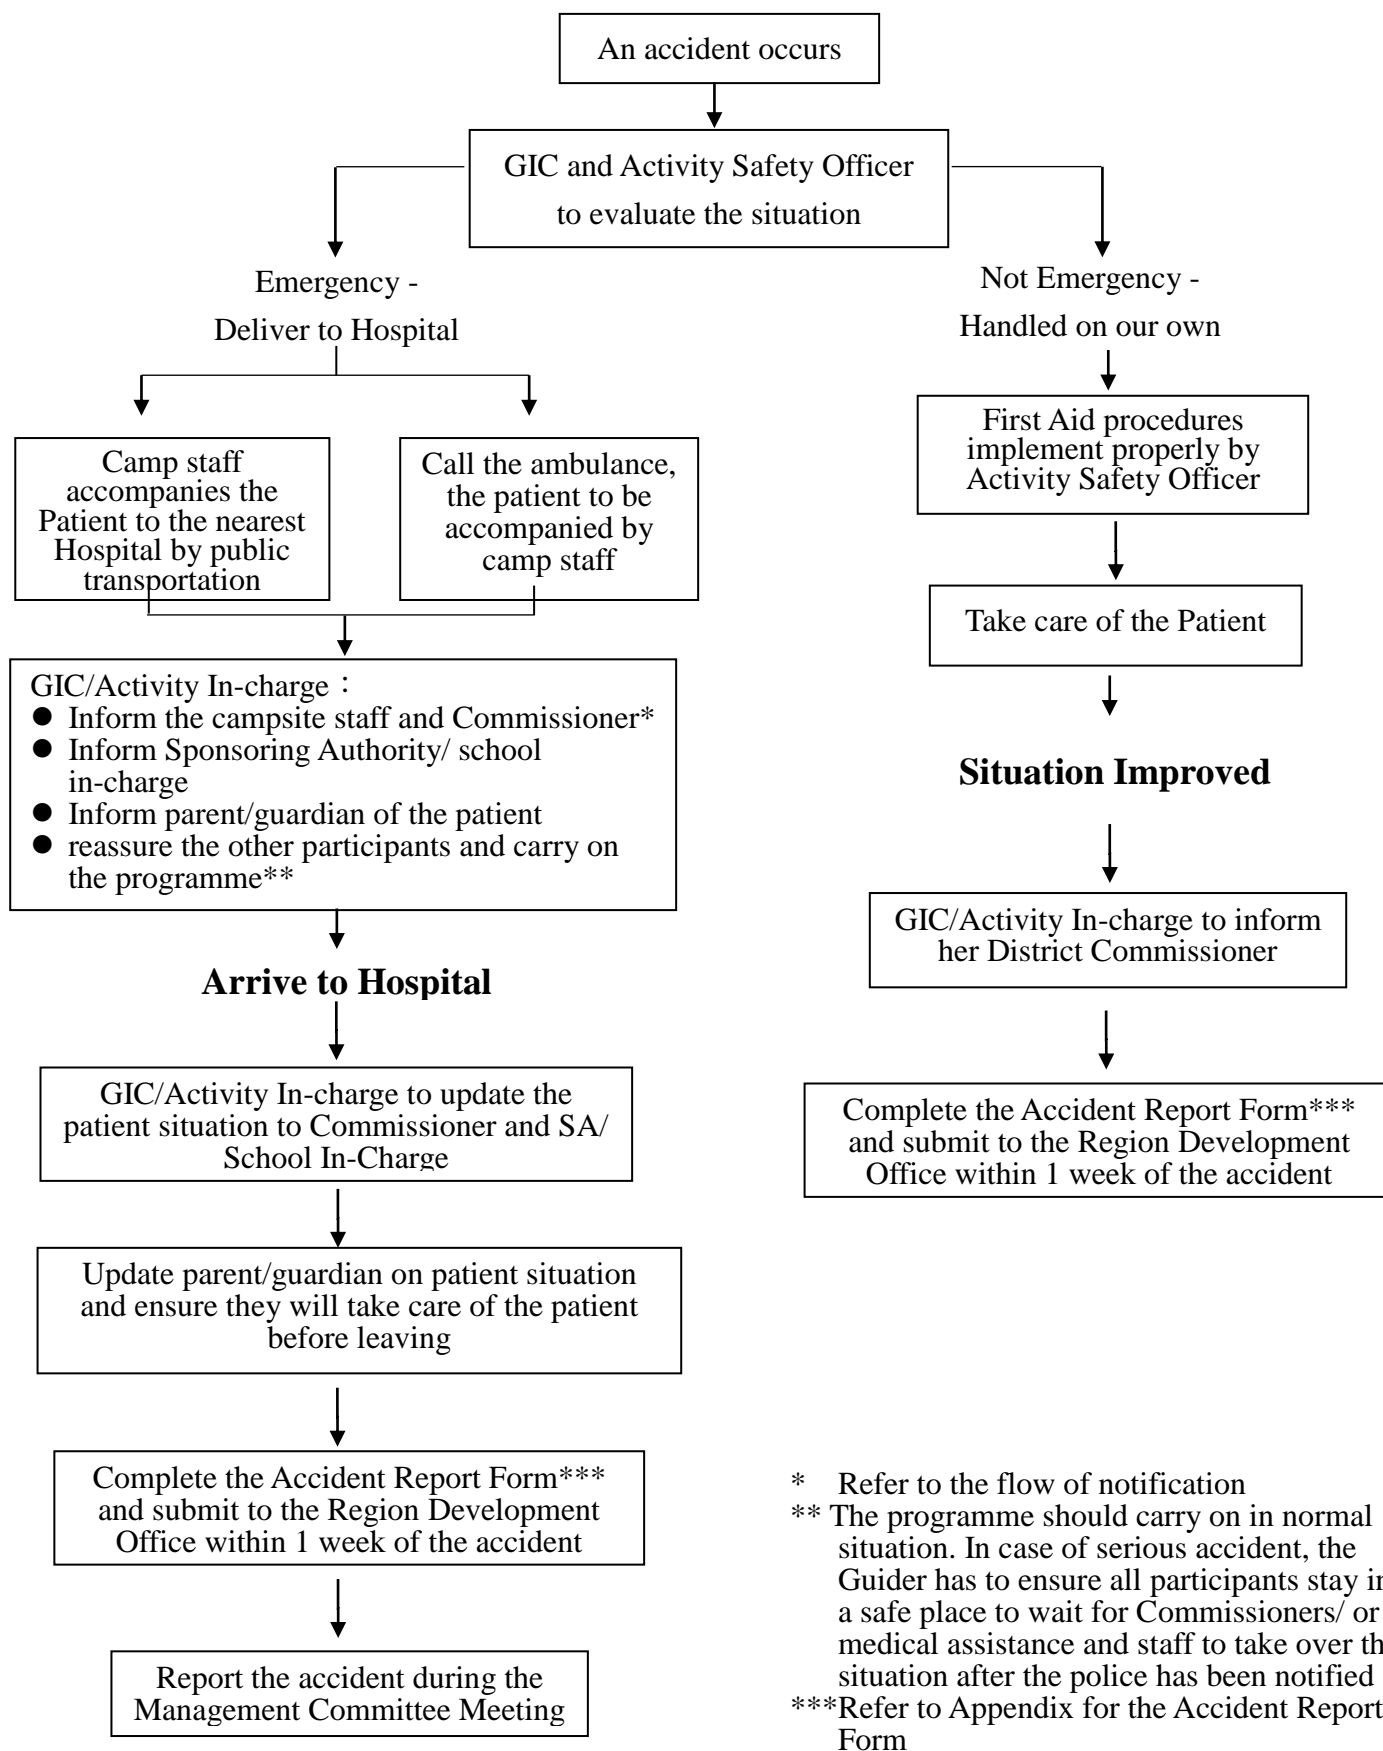 An accident occurs
GIC and Activity Safety Officer
to evaluate the situation
Emergency -
Deliver to Hospital
Not Emergency -
Handled on our own
Camp staff
accompanies the
Patient to the nearest
Hospital by public
transportation
Call the ambulance,
the patient to be
accompanied by
camp staff
First Aid procedures
implement properly by
Activity Safety Officer
Take care of the Patient
GIC/Activity In-charge：
● Inform the campsite staff and Commissioner*
● Inform Sponsoring Authority/ school
in-charge
● Inform parent/guardian of the patient
● reassure the other participants and carry on
the programme**
Situation Improved
GIC/Activity In-charge to inform
her District Commissioner
Arrive to Hospital
GIC/Activity In-charge to update the
patient situation to Commissioner and SA/
School In-Charge
Complete the Accident Report Form***
and submit to the Region Development
Office within 1 week of the accident
Update parent/guardian on patient situation
and ensure they will take care of the patient
before leaving
Complete the Accident Report Form***
and submit to the Region Development
Office within 1 week of the accident
Report the accident during the
Management Committee Meeting
* Refer to the flow of notification
** The programme should carry on in normal
situation. In case of serious accident, the
Guider has to ensure all participants stay in
a safe place to wait for Commissioners/ or
medical assistance and staff to take over th
situation after the police has been notified
***Refer to Appendix for the Accident Report
Form